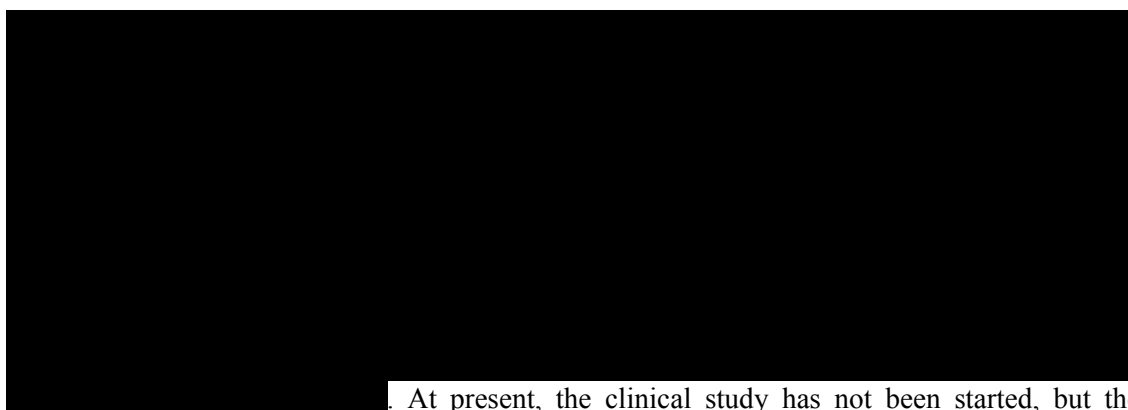 . At present, the clinical study has not been started, but th